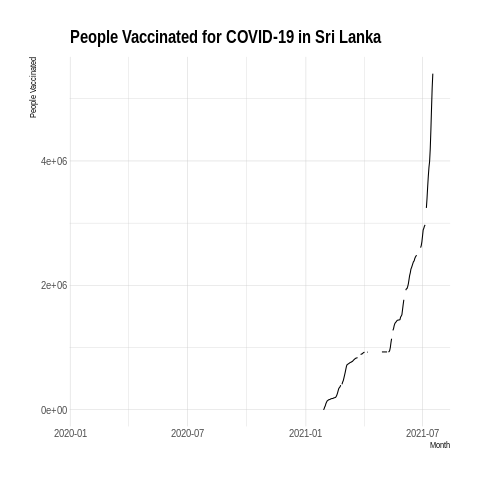 People Vaccinated for COVID-19 in Sri Lanka
People Vaccinated
4e+06
2e+06
0e+00
2020-01 2020-07 2021-01 2021-07
Month